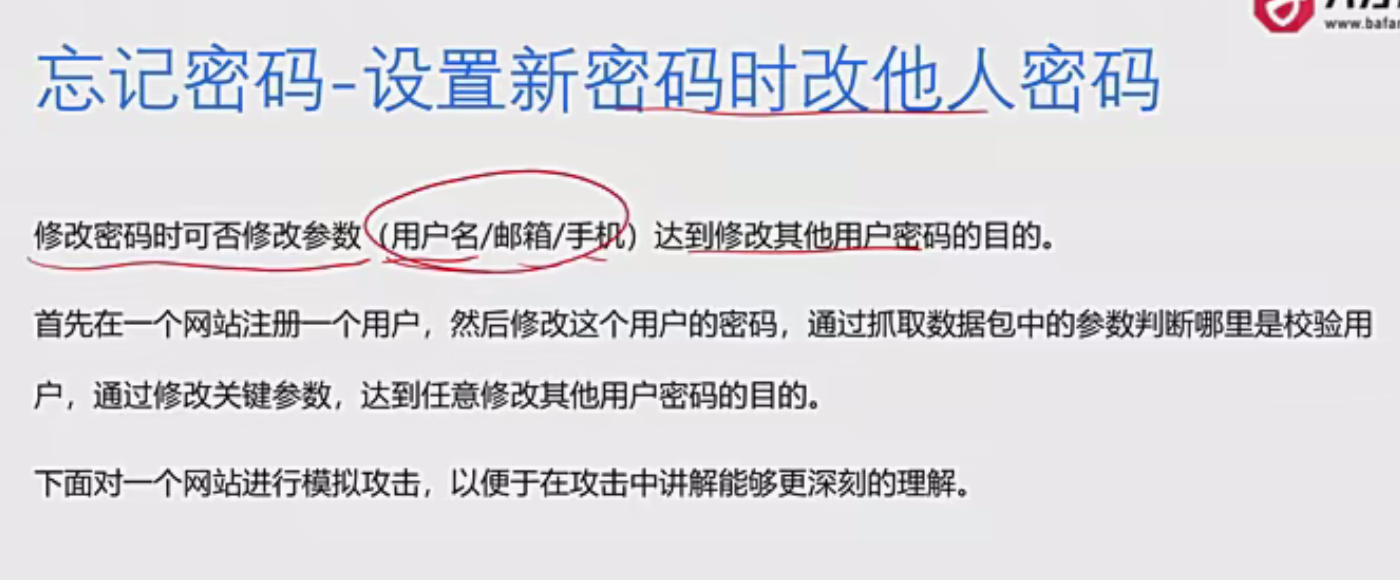 www.bafan
忘记密码-设置新密码时改他人密码
修改密码时可否修改参数（用户名/邮箱/手机）达到修改其他用户密码的目的。
首先在一个网站注册一个用户，然后修改这个用户的密码，通过抓取数据包中的参数判断哪里是校验用
户，通过修改关键参数，达到任意修改其他用户密码的目的。
下面对一个网站进行模拟攻击，以便于在攻击中讲解能够更深刻的理解。